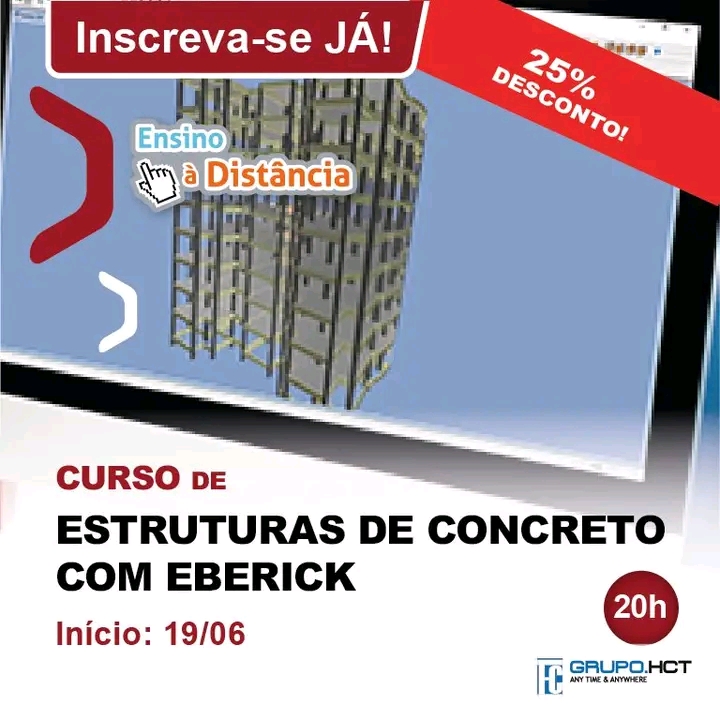 Inscreva-se JÁ!
25%
DESCONTO!
Ensino
à Distância
CURSO DE
ESTRUTURAS DE CONCRETO
COM EBERICK
Início: 19/06
20h
GRUPO.HCT
ANY TIME & ANYWHERE